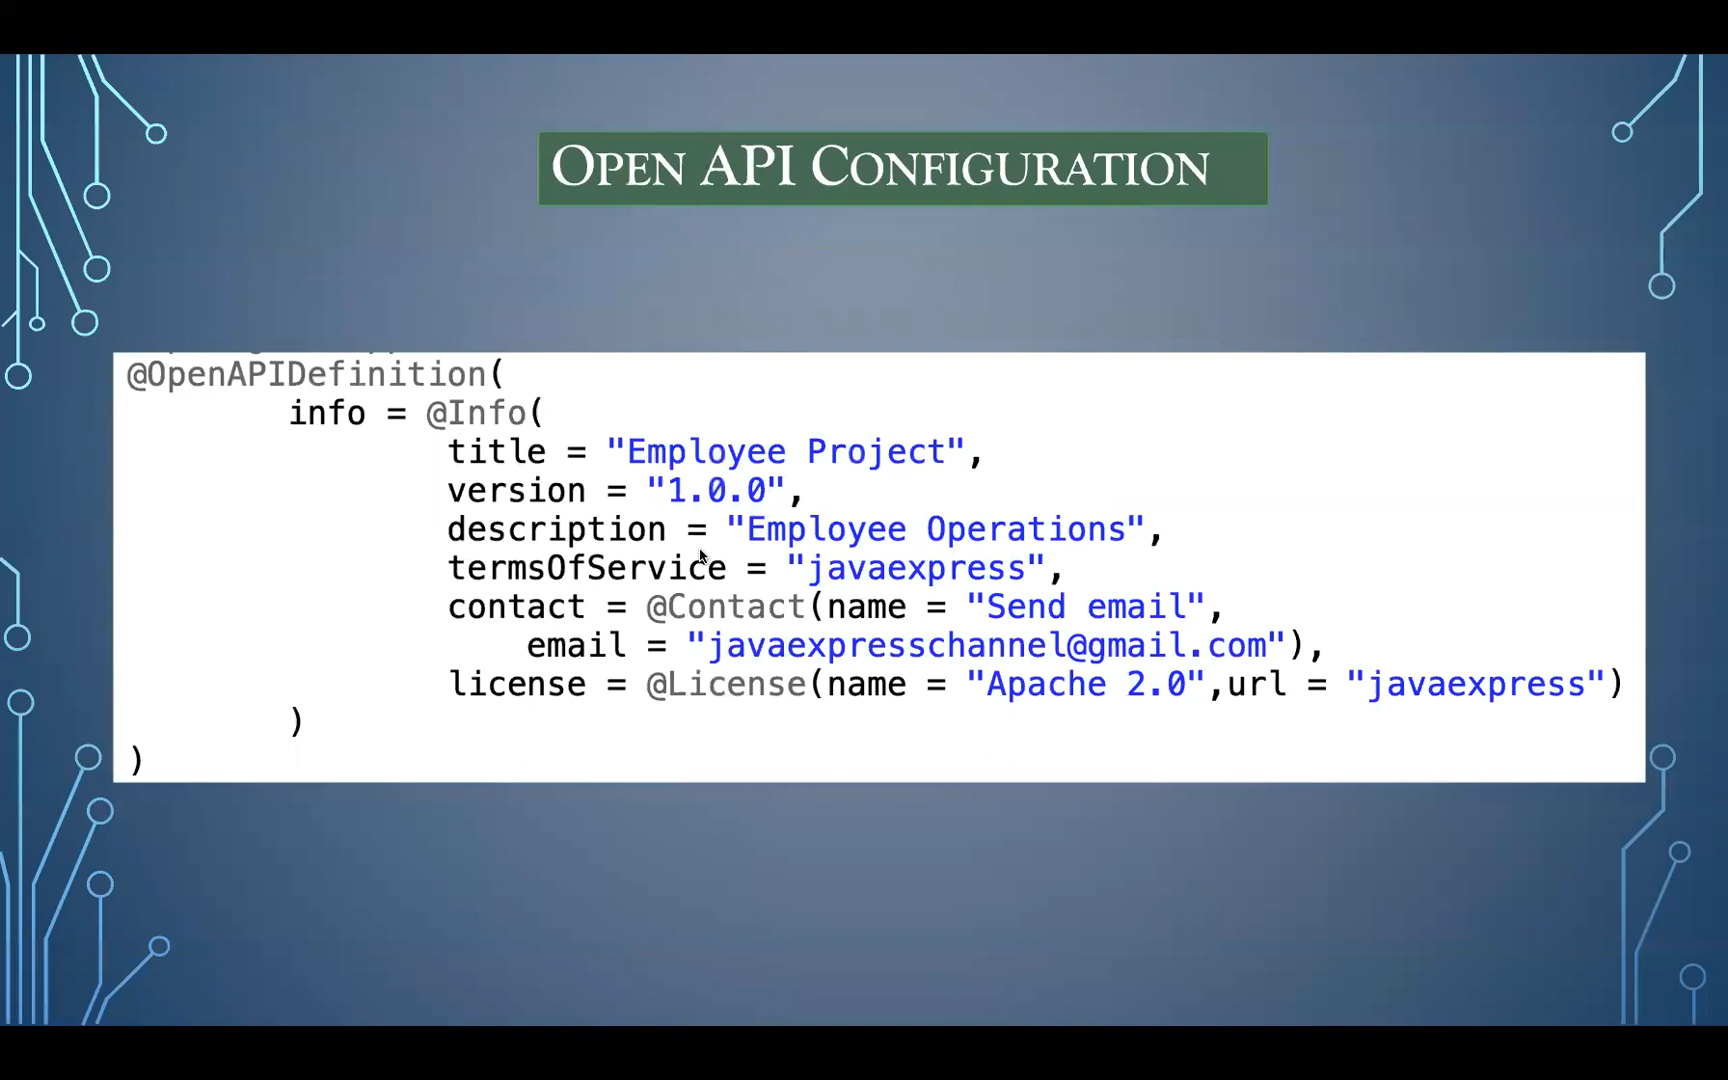 OPEN API CONFIGURATION
@OpenAPIDefinition(
info = @Info(
title = "Employee Project",
version = "1.0.0",
description = "Employee Operations",
termsOfService = "javaexpress",
contact = @Contact(name = "Send email",
email = "javaexpresschannel@gmail.com"),
license = @License(name = "Apache 2.0",url = "javaexpress")
)
)